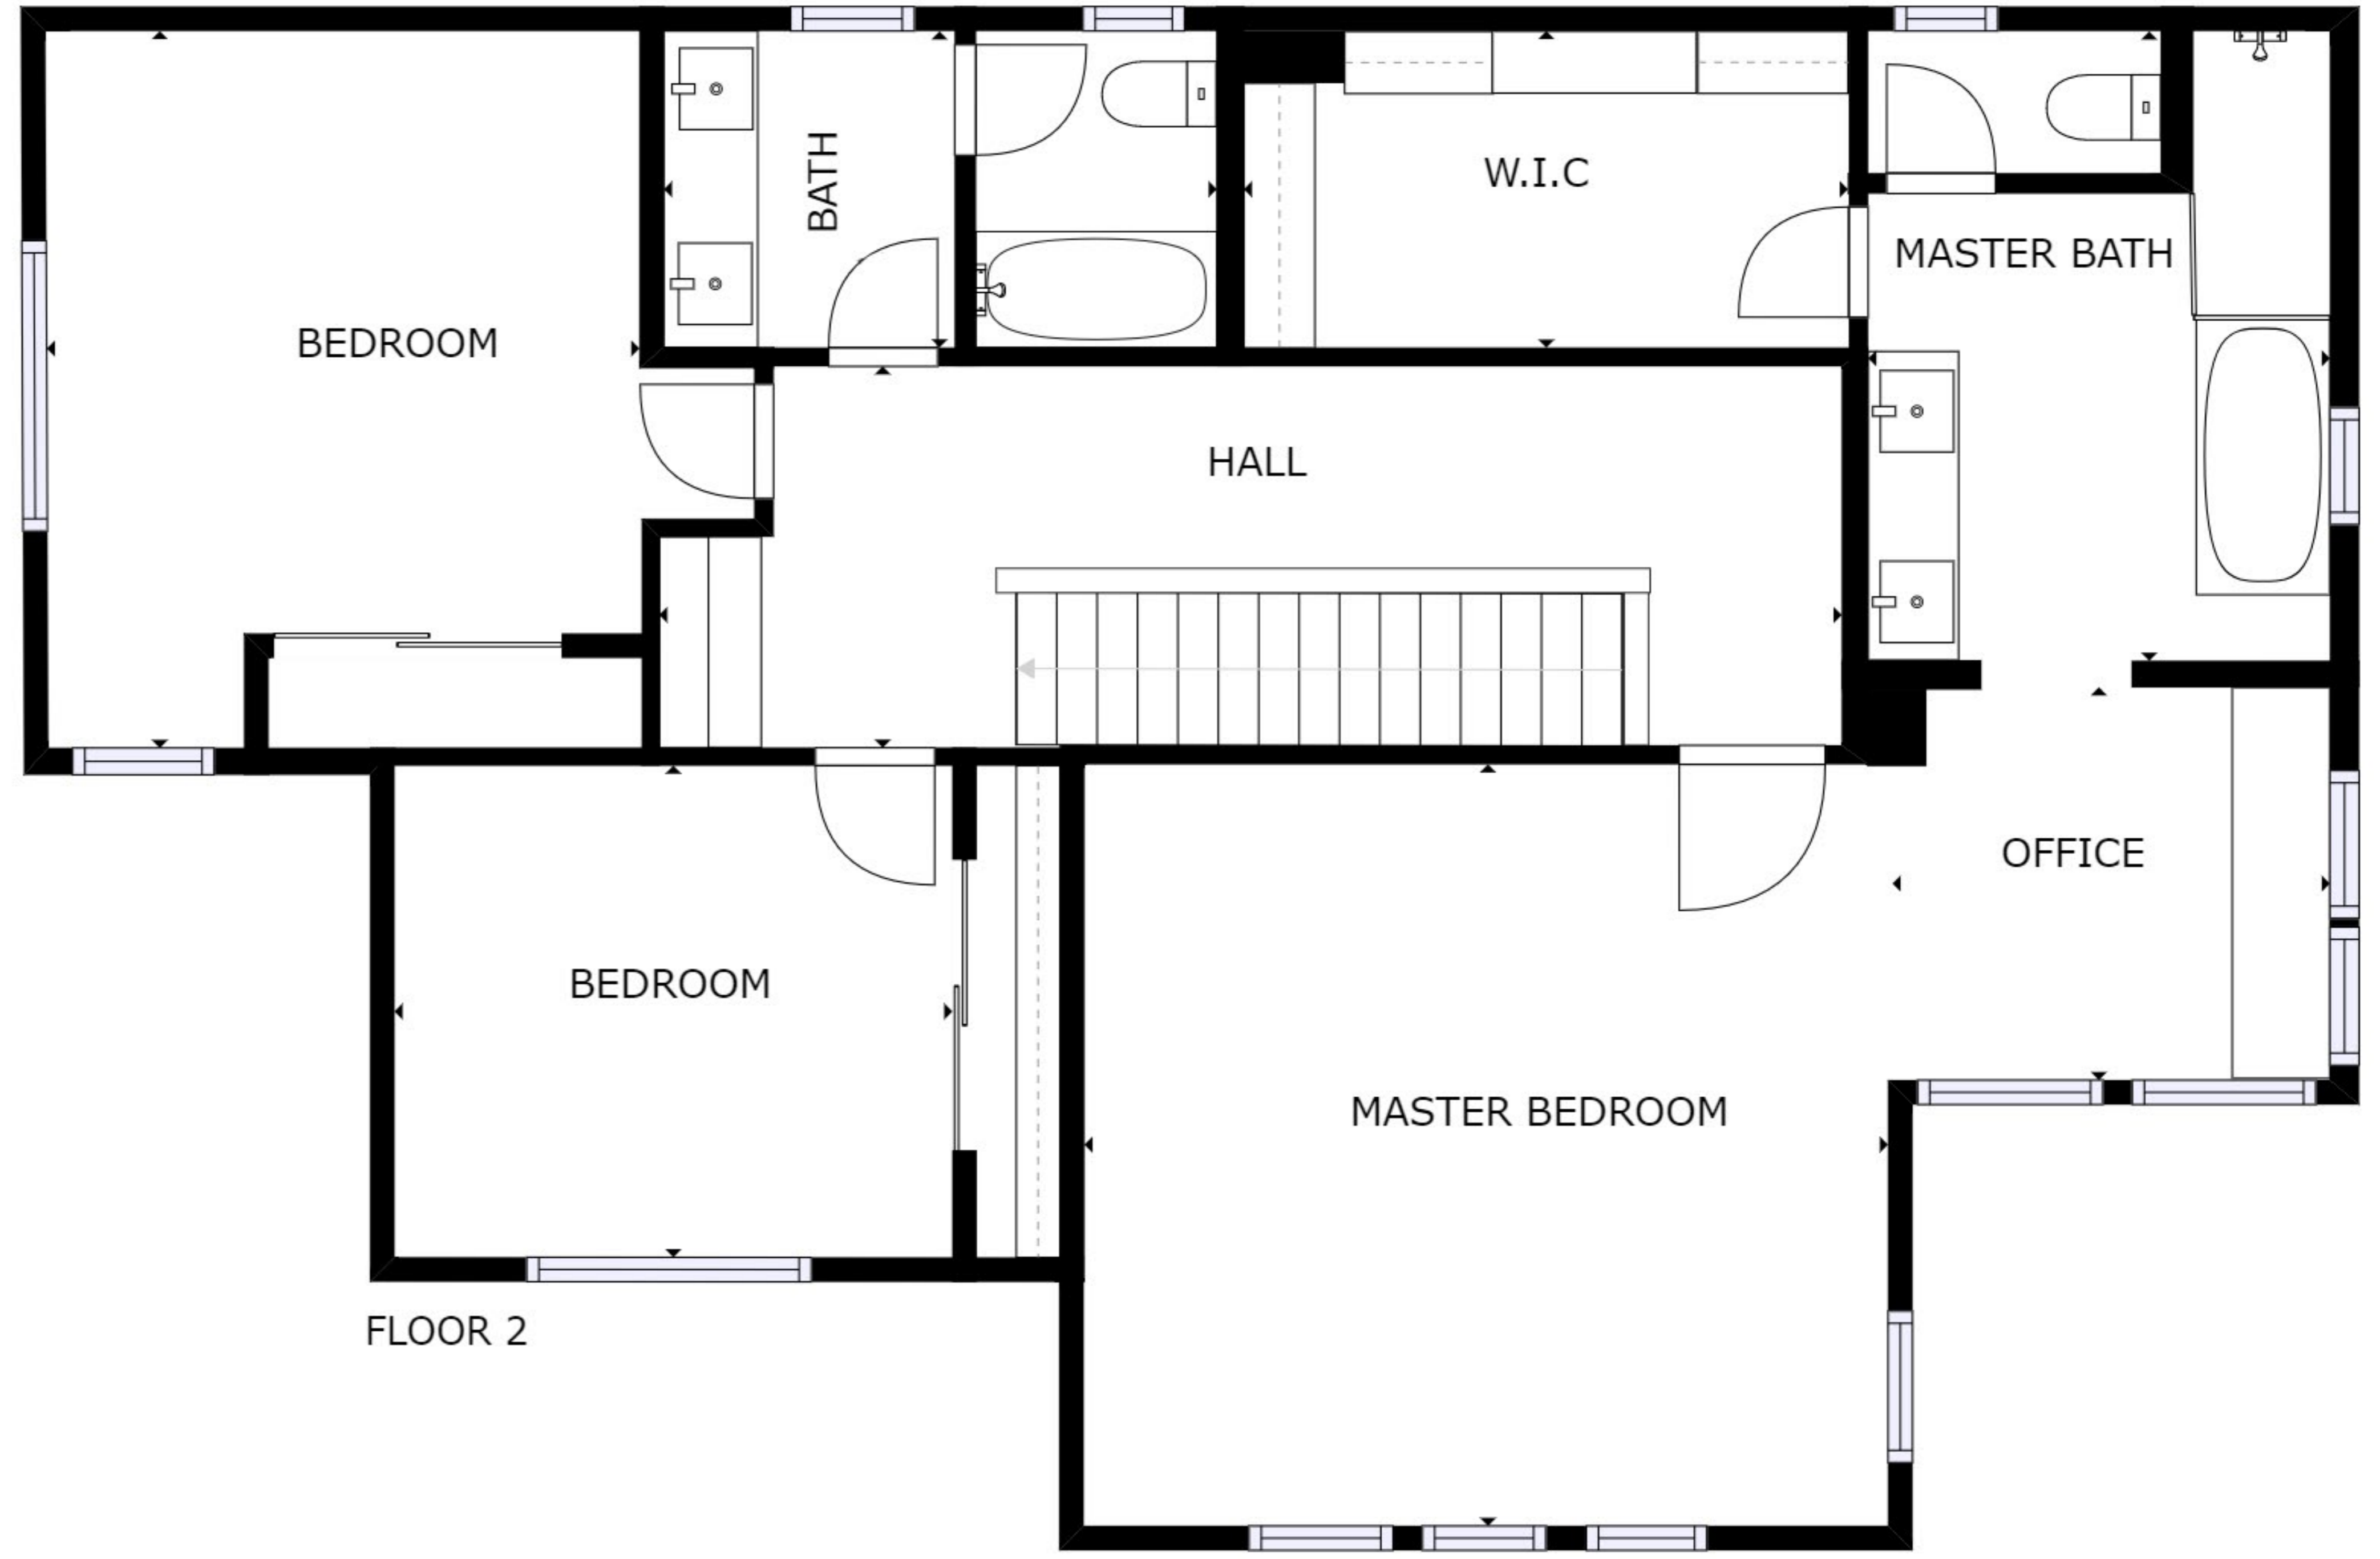 BATH
W.I.C
MASTER BATH
BEDROOM
HALL
OFFICE
BEDROOM
MASTER BEDROOM
FLOOR 2